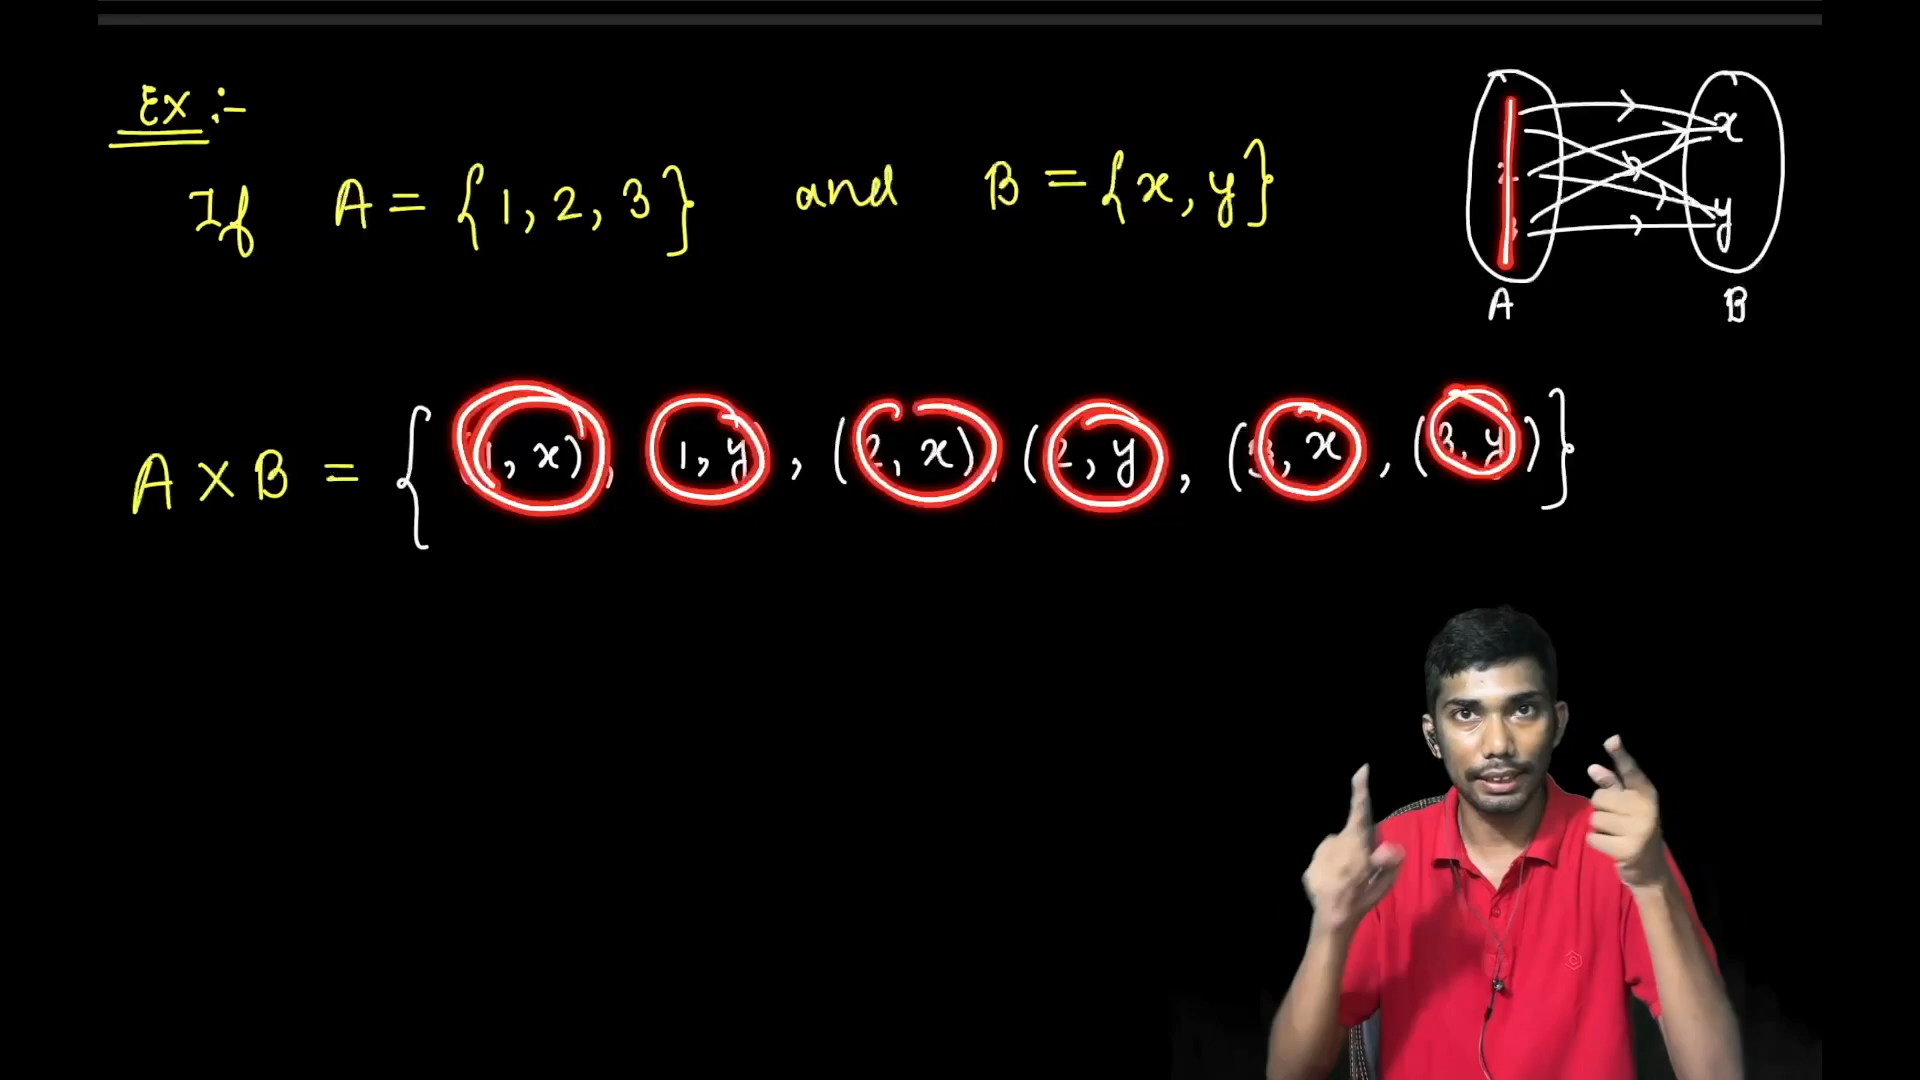 Ex :-
If A = {1, 2, 3} and B = {x, y}
x
y
A B
A X B = { (1, x), (1, y), (2, x), (2, y), (3, x), (3, y) }